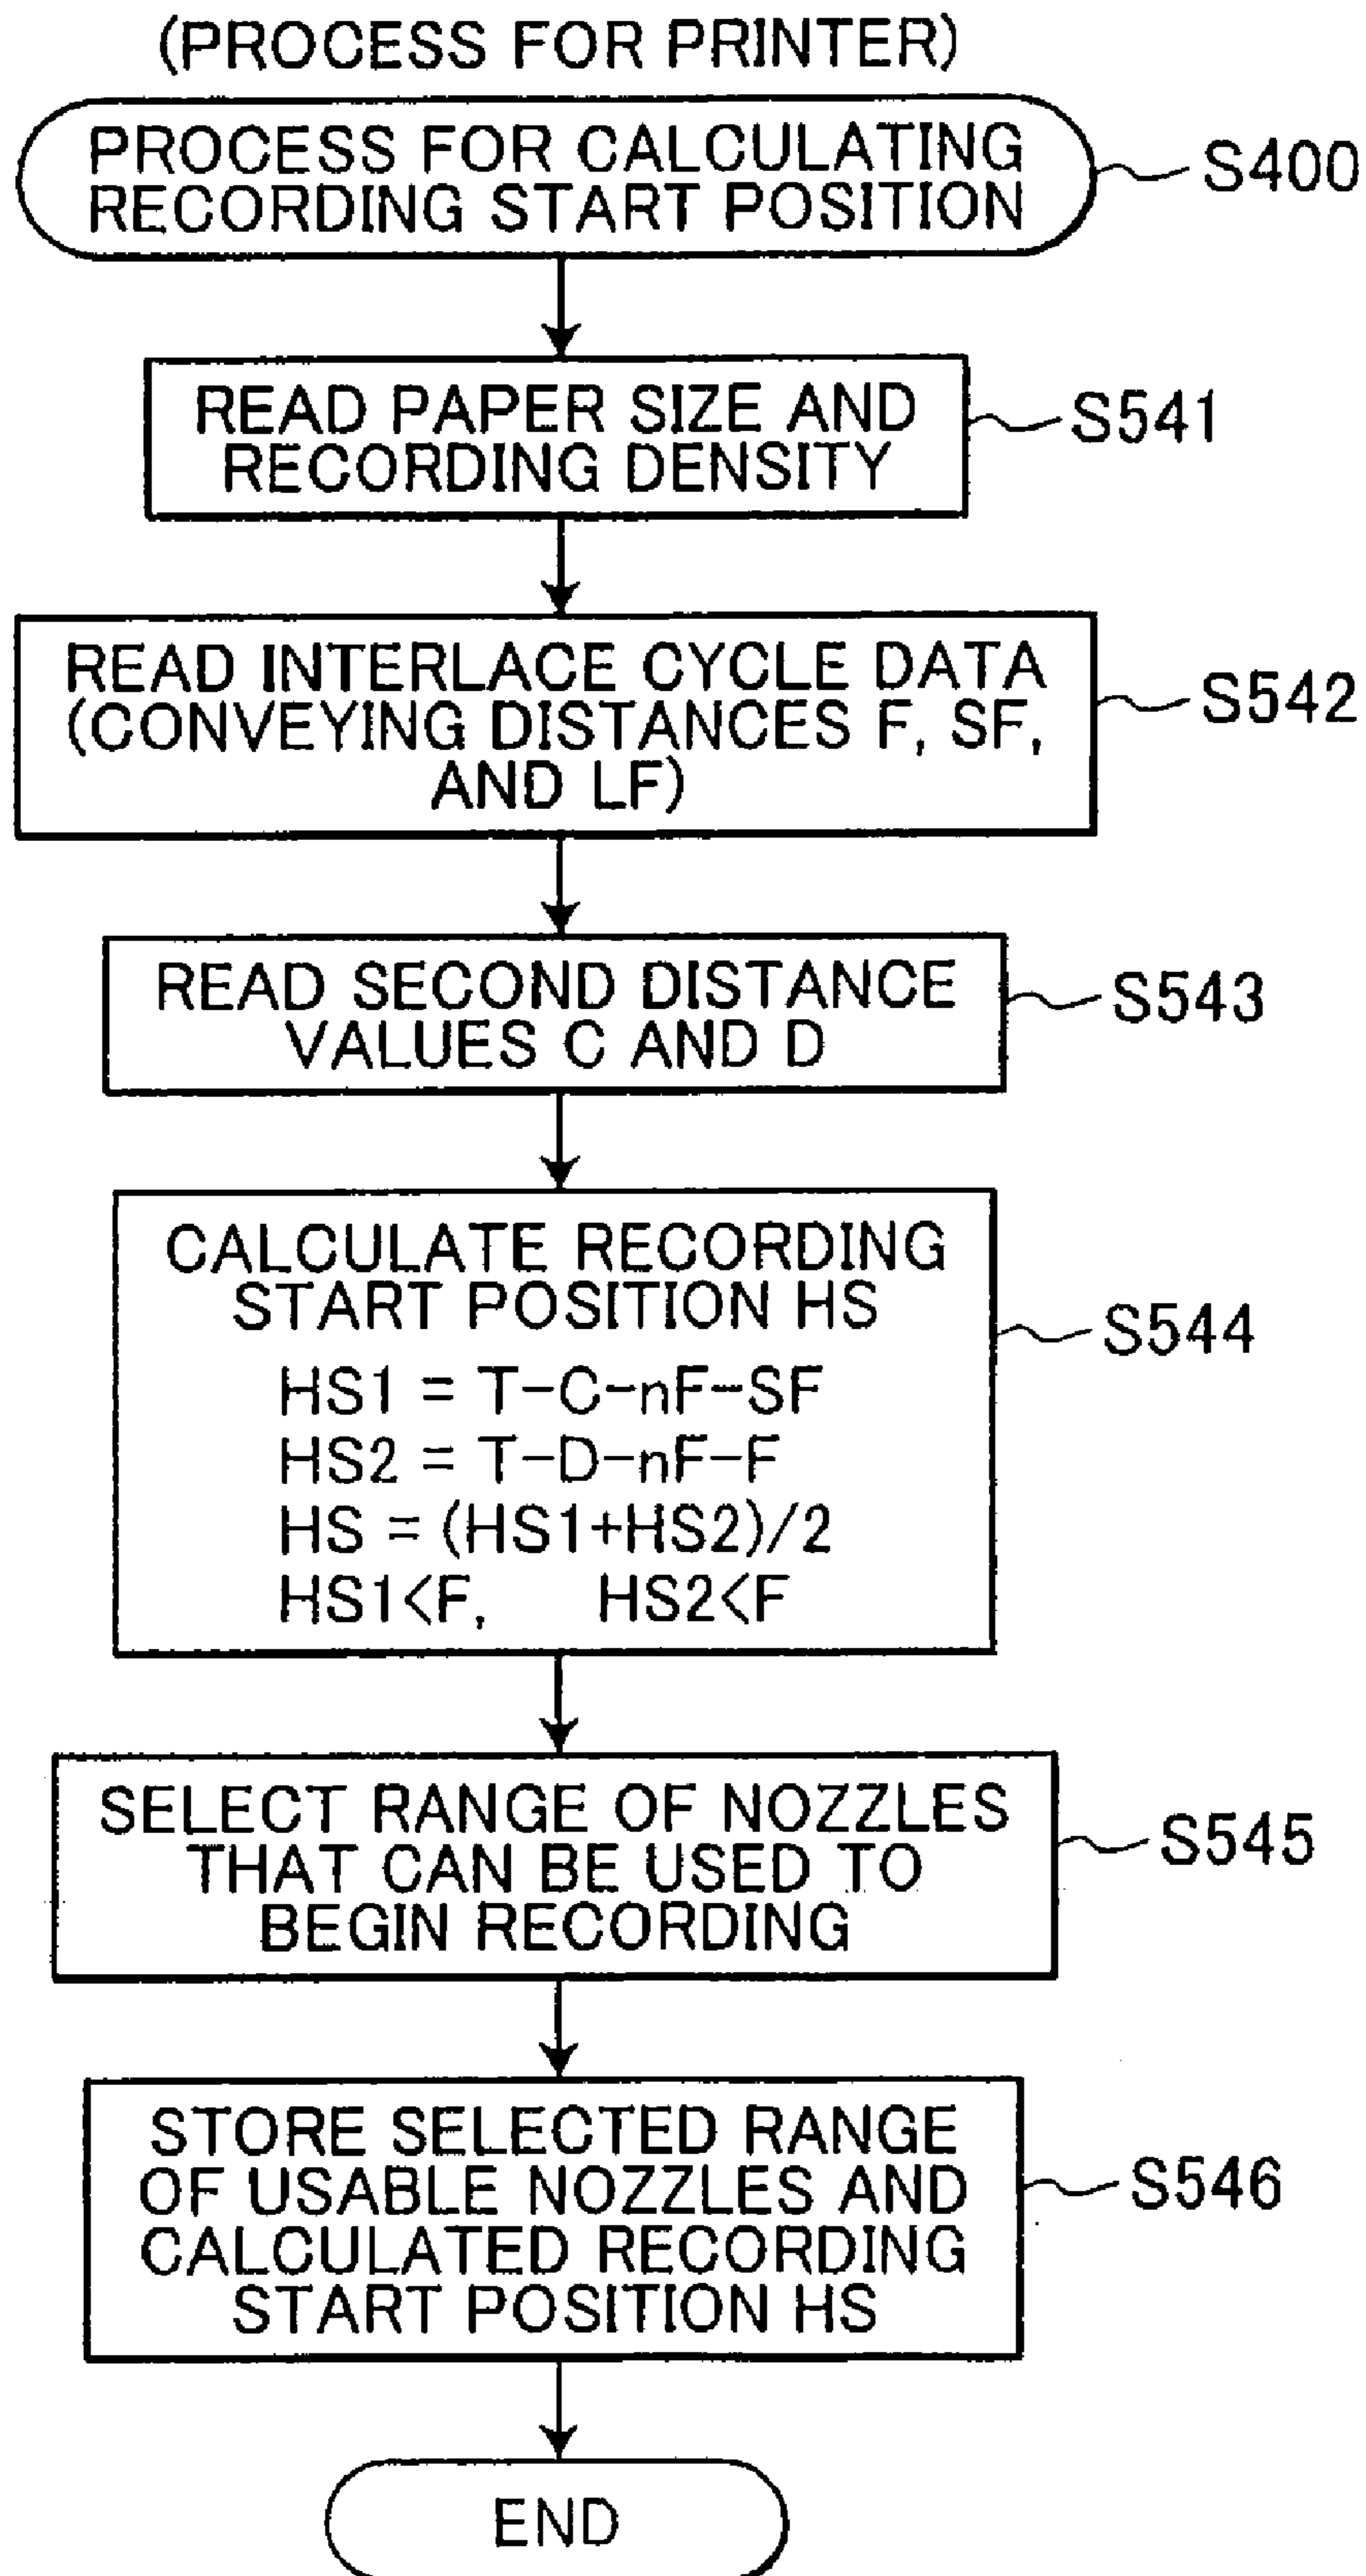 (PROCESS FOR PRINTER)
PROCESS FOR CALCULATING
RECORDING START POSITION
S400
READ PAPER SIZE AND
RECORDING DENSITY
S541
READ INTERLACE CYCLE DATA
(CONVEYING DISTANCES F, SF,
AND LF)
S542
READ SECOND DISTANCE
VALUES C AND D
S543
CALCULATE RECORDING
START POSITION HS
HS1 = T-C-nF-SF
HS2 = T-D-nF-F
HS = (HS1+HS2)/2
HS1<F, HS2<F
S544
SELECT RANGE OF NOZZLES
THAT CAN BE USED TO
BEGIN RECORDING
S545
STORE SELECTED RANGE
OF USABLE NOZZLES AND
CALCULATED RECORDING
START POSITION HS
S546
END